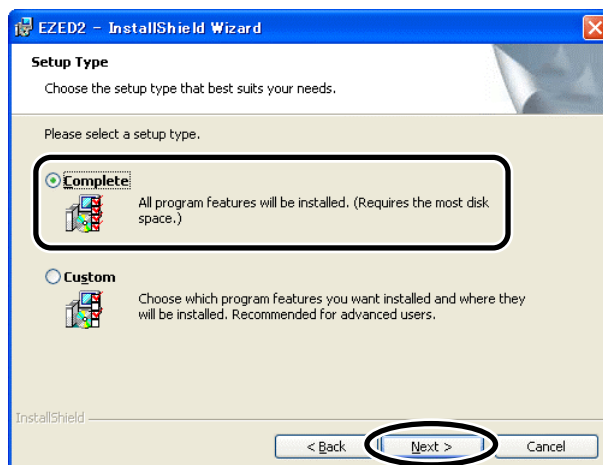 EZED2 - InstallShield Wizard
Setup Type
Choose the setup type that best suits your needs.
Please select a setup type.
Complete
All program features will be installed. (Requires the most disk
space.)
Custom
Choose which program features you want installed and where they
will be installed. Recommended for advanced users.
InstallShield
< Back Next > Cancel